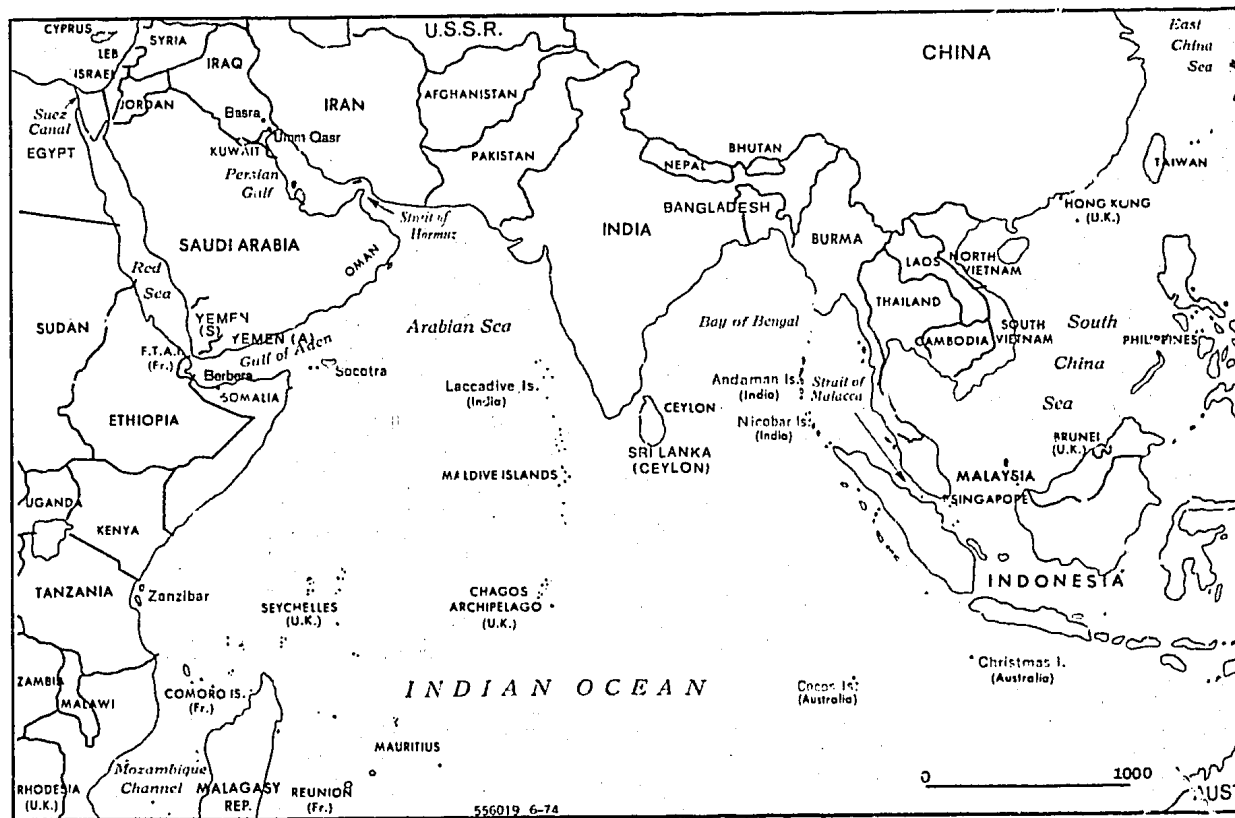 CYPRUS
LEB
SYRIA
ISRAEL
IRAQ
JORDAN
Suez
Canal
EGYPT
Basra
Umm Qasr
KUWAIT
Persian
Gulf
IRAN
U.S.S.R.
AFGHANISTAN
PAKISTAN
Strait of
Hormuz
SAUDI ARABIA
OMAN
Red
Sea
SUDAN
YEMEN
(S)
YEMEN (A)
Gulf of Aden
F.T.A.I.
(Fr.)
Berbera
SOMALIA
Socotra
ETHIOPIA
UGANDA
KENYA
TANZANIA
Zanzibar
ZAMBIA
MALAWI
COMORO IS.
(Fr.)
Mozambique
Channel
RHODESIA
(U.K.)
MALAGASY
REP.
REUNION
(Fr.)
MAURITIUS
SEYCHELLES
(U.K.)
CHAGOS
ARCHIPELAGO
(U.K.)
MALDIVE ISLANDS
Laccadive Is.
(India)
Arabian Sea
INDIA
NEPAL
BHUTAN
BANGLADESH
CHINA
East
China
Sea
TAIWAN
HONG KONG
(U.K.)
BURMA
LAOS
NORTH
VIETNAM
THAILAND
CAMBODIA
SOUTH
VIETNAM
South
China
Sea
PHILIPPINES
Bay of Bengal
Andaman Is.
(India)
Nicobar Is.
(India)
Strait of
Malacca
CEYLON
SRI LANKA
(CEYLON)
BRUNEI
(U.K.)
MALAYSIA
SINGAPORE
INDONESIA
Christmas I.
(Australia)
Cocos Is.
(Australia)
INDIAN OCEAN
0 1000
AUST
556019 6-74